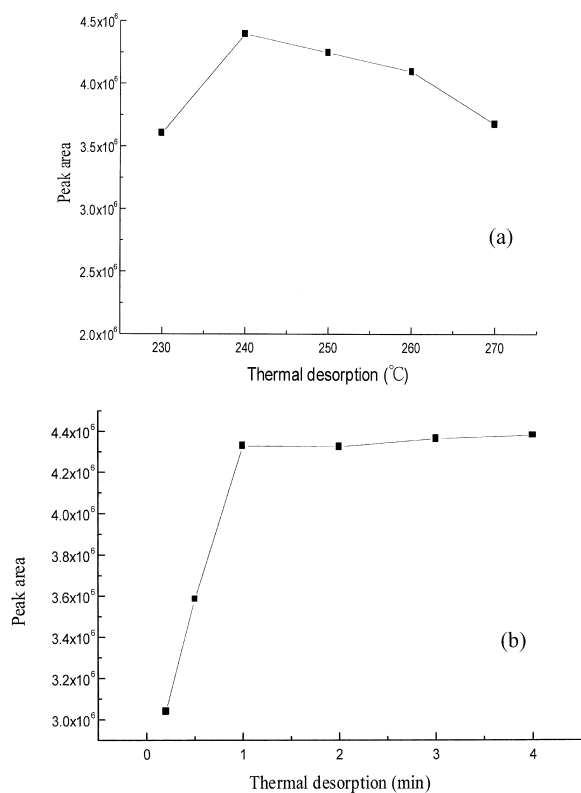 4.5x10⁶
4.0x10⁶
3.5x10⁶
3.0x10⁶
2.5x10⁶
2.0x10⁶
Peak area
(a)
230 240 250 260 270
Thermal desorption (℃)
4.4x10⁶
4.2x10⁶
4.0x10⁶
3.8x10⁶
3.6x10⁶
3.4x10⁶
3.2x10⁶
3.0x10⁶
Peak area
(b)
0 1 2 3 4
Thermal desorption (min)